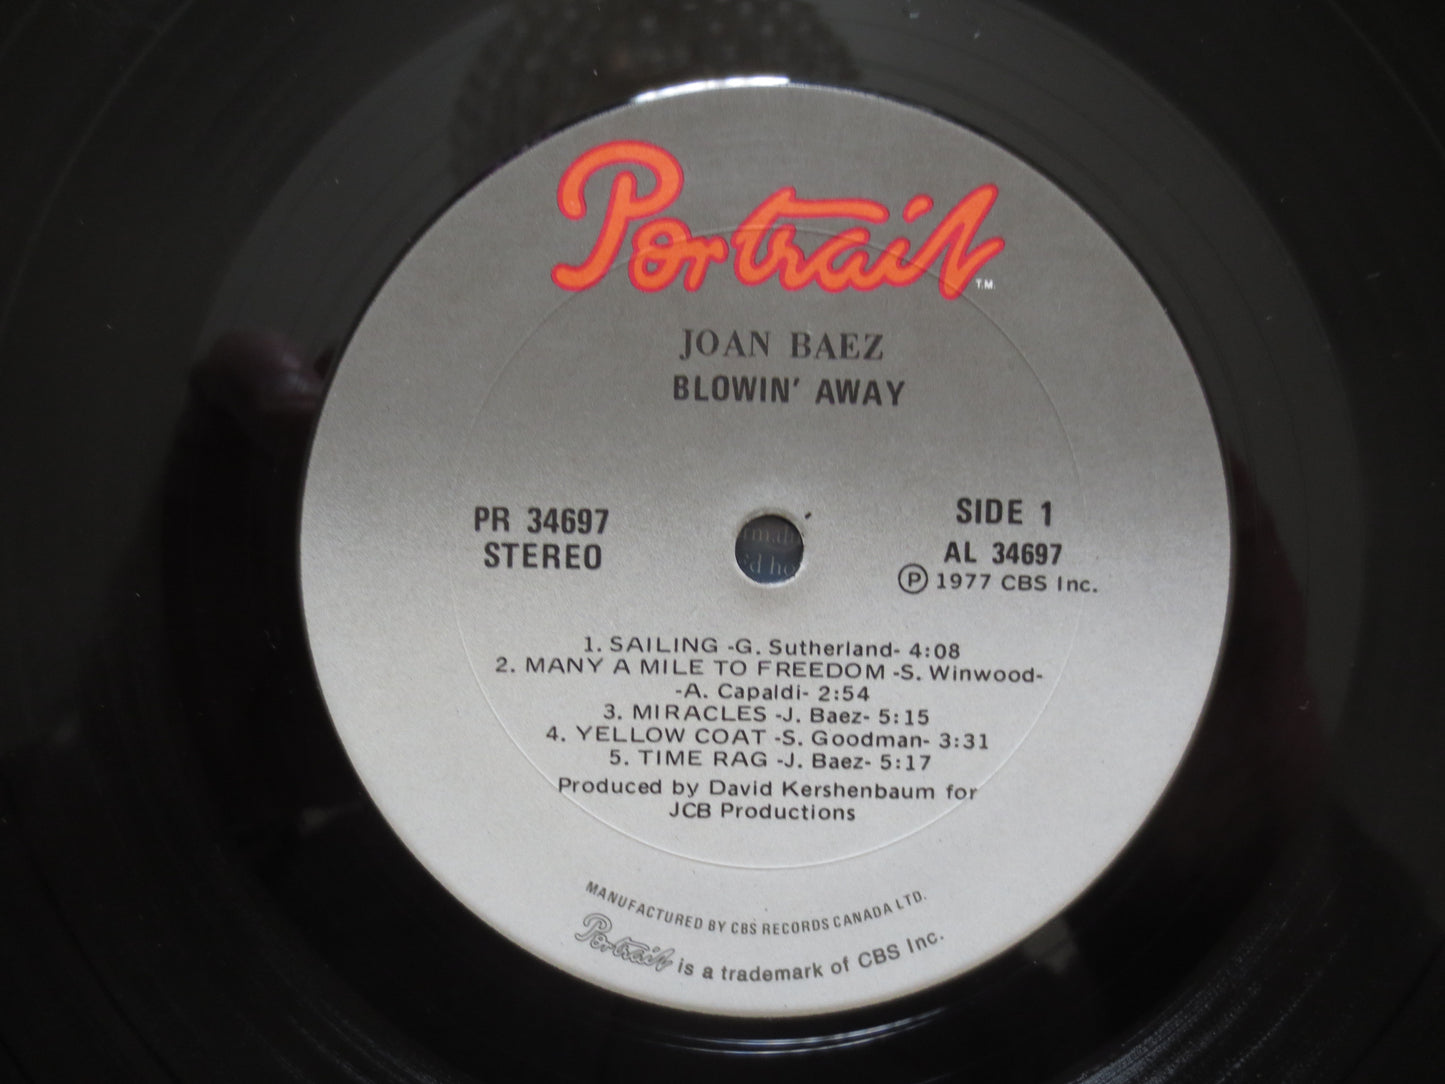 Portrait T.M.
JOAN BAEZ
BLOWIN' AWAY
PR 34697
STEREO
SIDE 1
AL 34697
Ⓟ 1977 CBS Inc.
1. SAILING -G. Sutherland- 4:08
2. MANY A MILE TO FREEDOM -S. Winwood-
-A. Capaldi- 2:54
3. MIRACLES -J. Baez- 5:15
4. YELLOW COAT -S. Goodman- 3:31
5. TIME RAG -J. Baez- 5:17
Produced by David Kershenbaum for
JCB Productions
MANUFACTURED BY CBS RECORDS CANADA LTD.
Portrait is a trademark of CBS Inc.